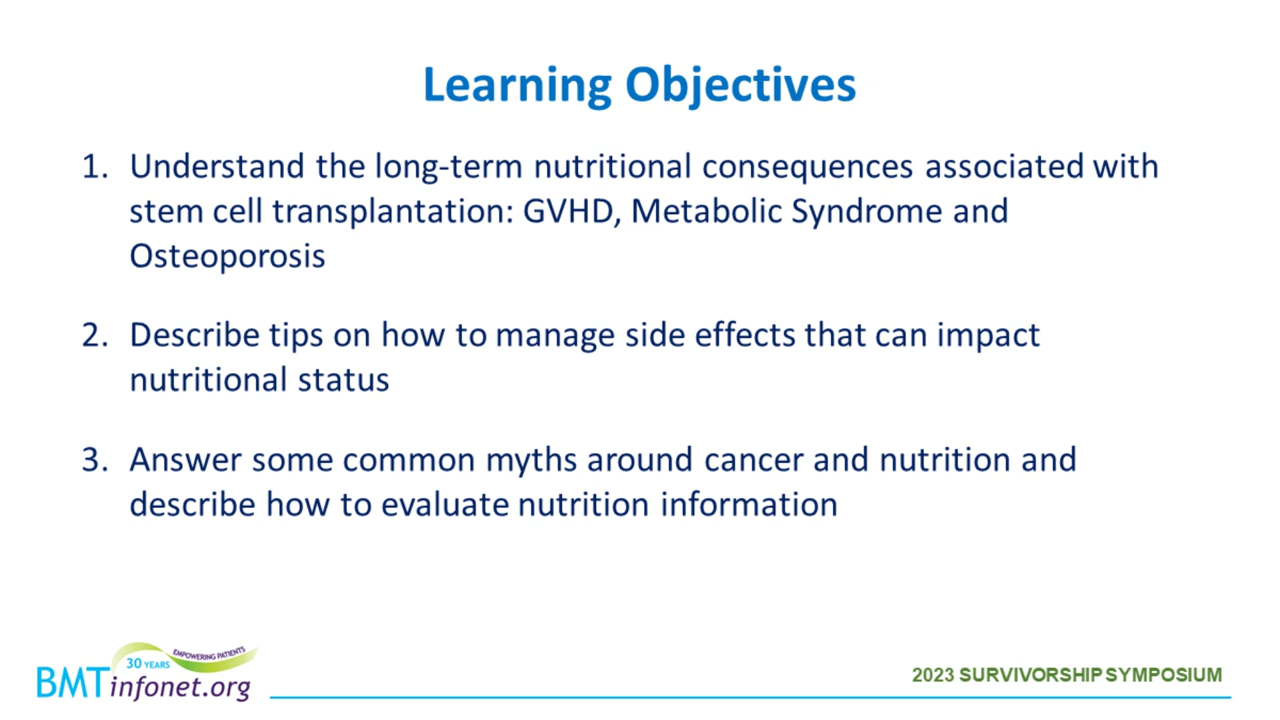 Learning Objectives
1. Understand the long-term nutritional consequences associated with
stem cell transplantation: GVHD, Metabolic Syndrome and
Osteoporosis
2. Describe tips on how to manage side effects that can impact
nutritional status
3. Answer some common myths around cancer and nutrition and
describe how to evaluate nutrition information
30 YEARS EMPOWERING PATIENTS
BMTinfonet.org
2023 SURVIVORSHIP SYMPOSIUM